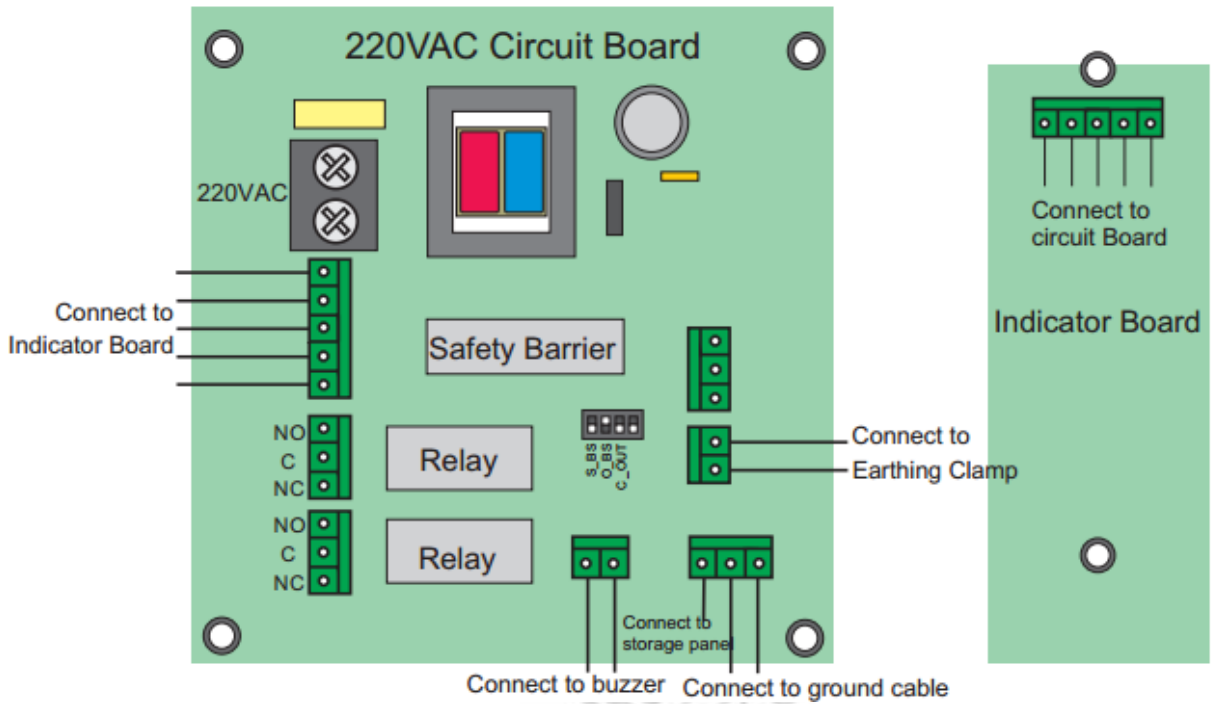 220VAC Circuit Board
220VAC
Connect to
Indicator Board
Safety Barrier
NO
C
NC
Relay
NO
C
NC
Relay
S_BS
O_BS
C_OUT
Connect to
Earthing Clamp
Connect to
storage panel
Connect to buzzer
Connect to ground cable
Connect to
circuit Board
Indicator Board